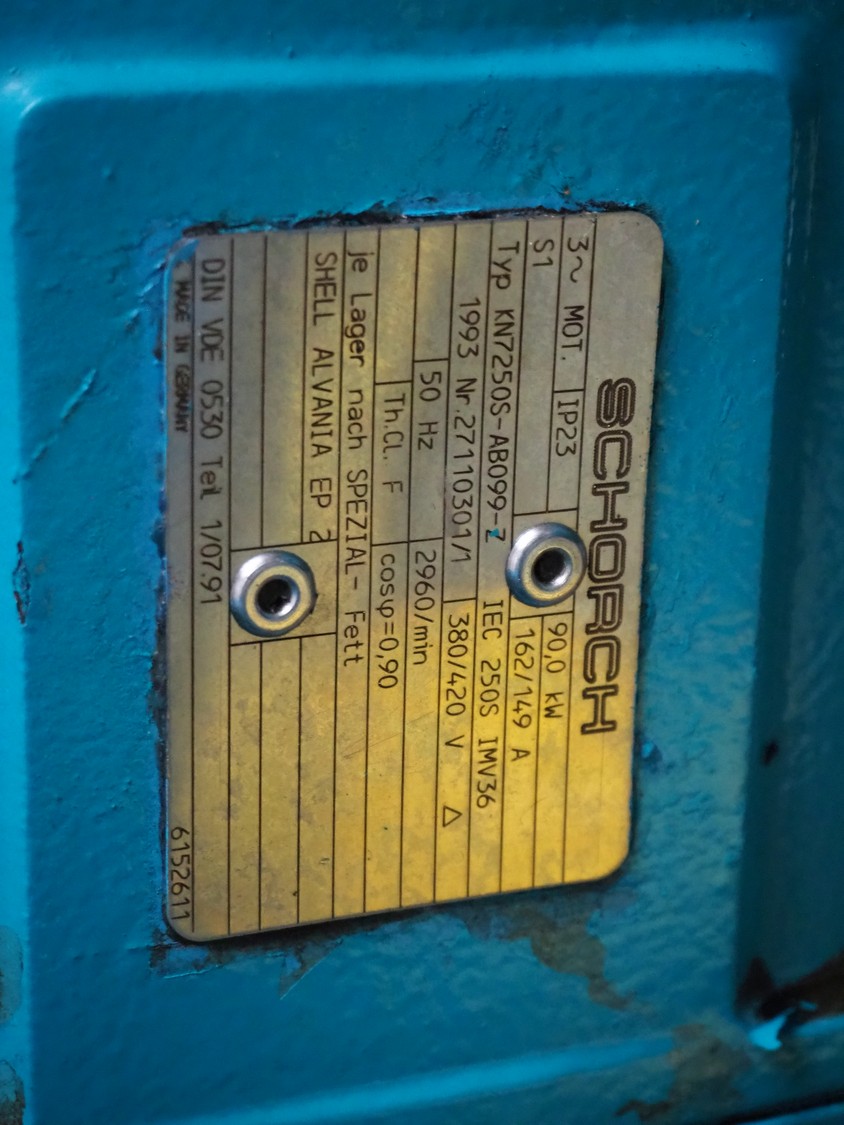 SCHORCH
3~ MOT. IP23 90,0 kW
S1 162/149 A
Typ KN7250S-AB099-Z IEC 250S IMV36
1993 Nr.27110301/1 380/420 V △
50 Hz 2960/min
Th.Cl. F cosφ=0,90
je Lager nach SPEZIAL- Fett
SHELL ALVANIA EP 2
DIN VDE 0530 Teil 1/07.91
MADE IN GERMANY 6152611